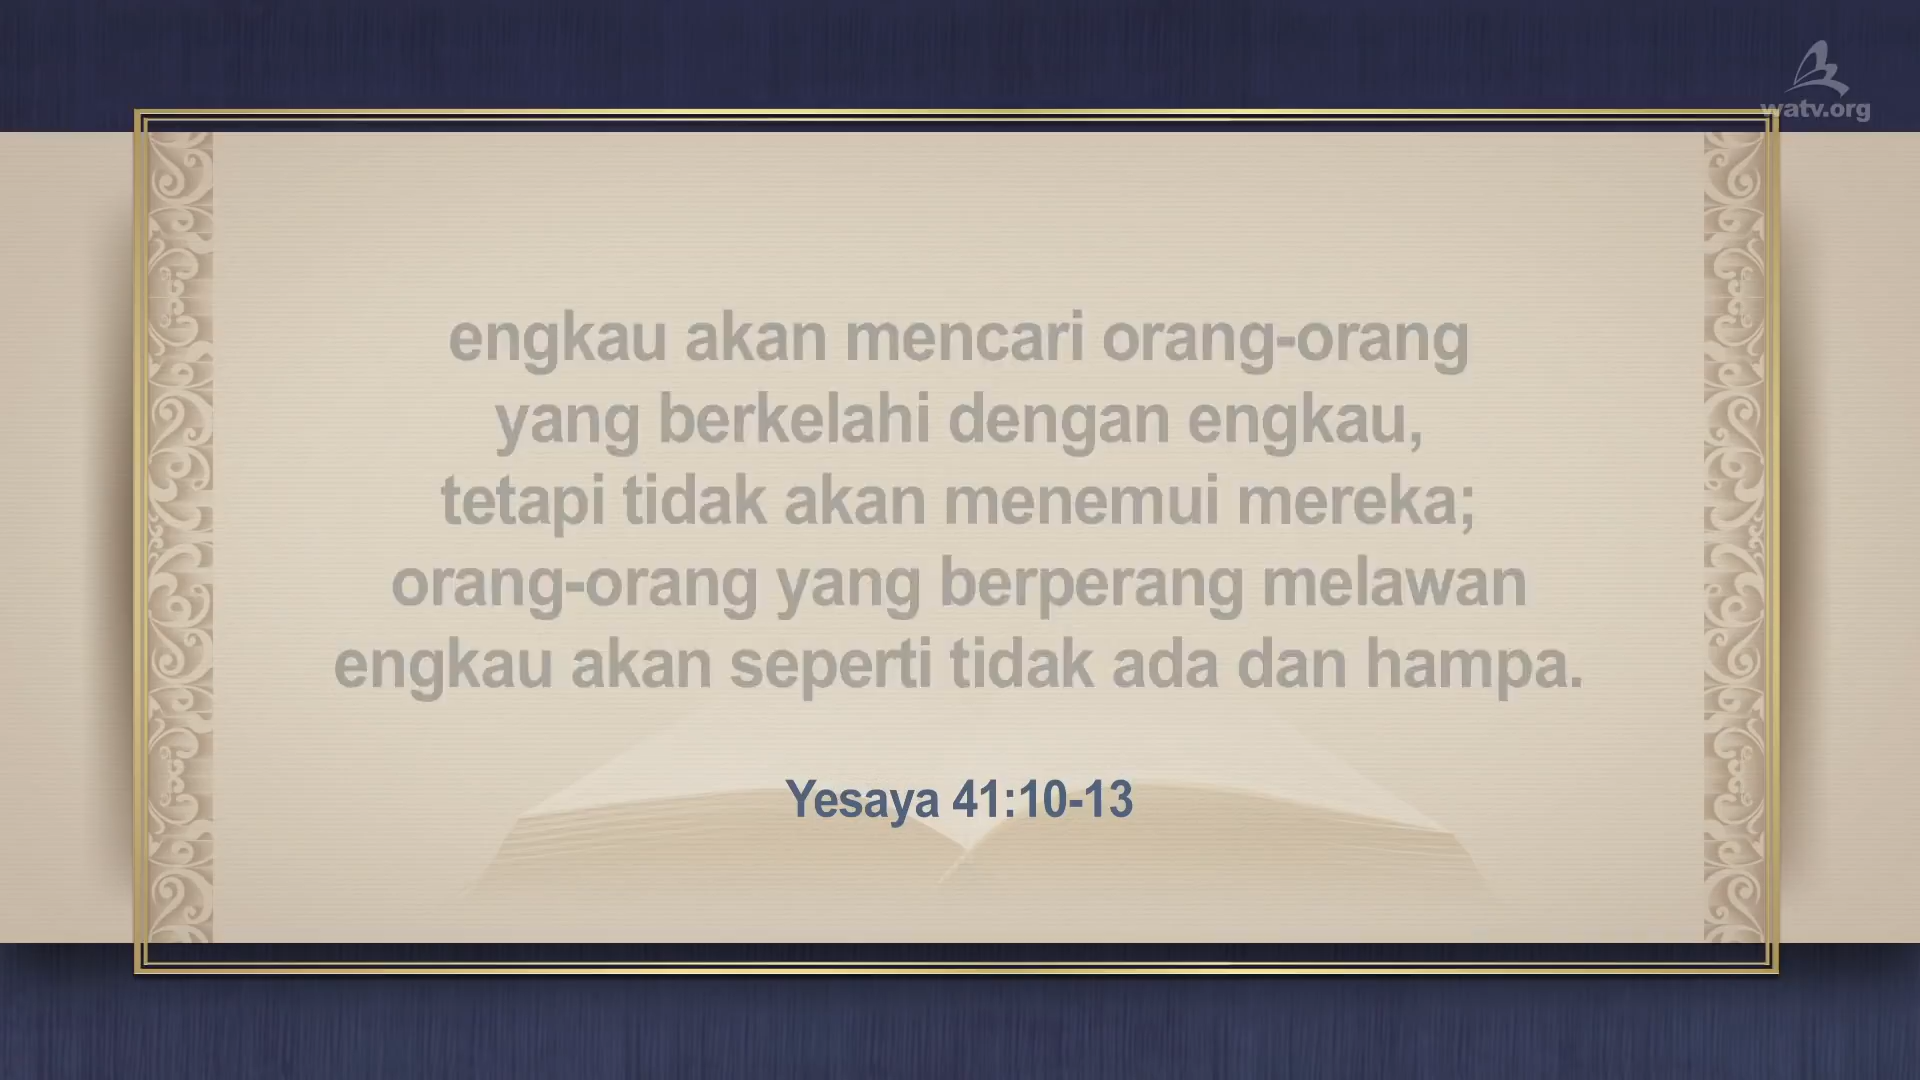 watv.org
engkau akan mencari orang-orang
yang berkelahi dengan engkau,
tetapi tidak akan menemui mereka;
orang-orang yang berperang melawan
engkau akan seperti tidak ada dan hampa.
Yesaya 41:10-13